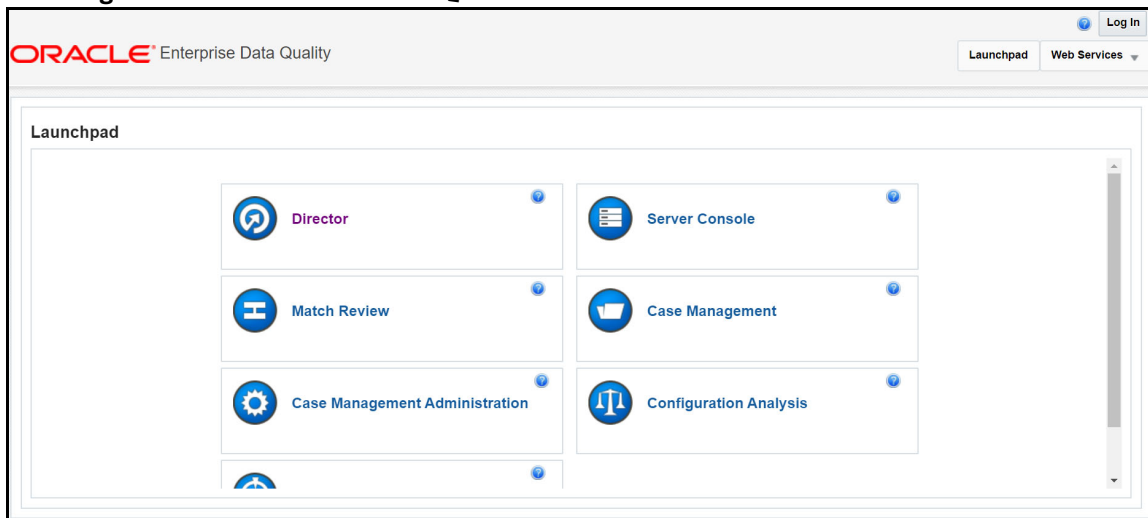 Log In
ORACLE Enterprise Data Quality
Launchpad Web Services
Launchpad
Director Server Console
Match Review Case Management
Case Management Administration Configuration Analysis